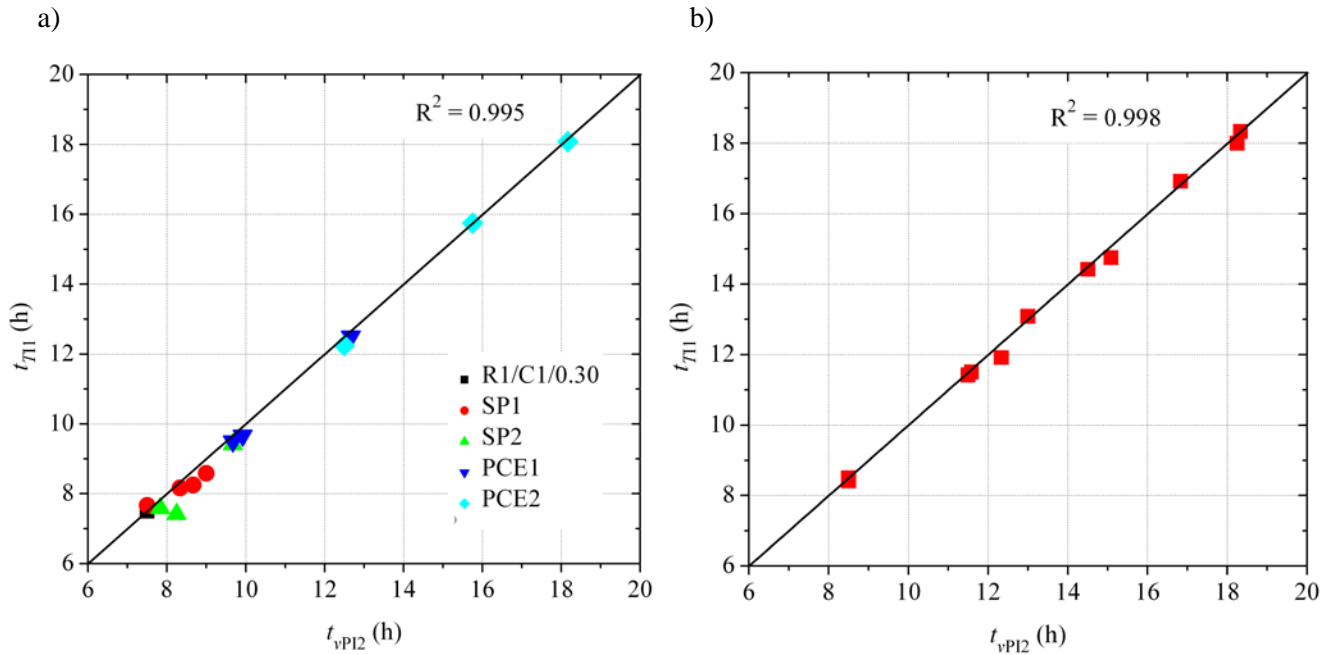 a)
20
18
16
14
12
10
8
6
t_T11 (h)
R² = 0.995
R1/C1/0.30
SP1
SP2
PCE1
PCE2
6 8 10 12 14 16 18 20
t_vPI2 (h)
b)
20
18
16
14
12
10
8
6
t_T11 (h)
R² = 0.998
6 8 10 12 14 16 18 20
t_vPI2 (h)